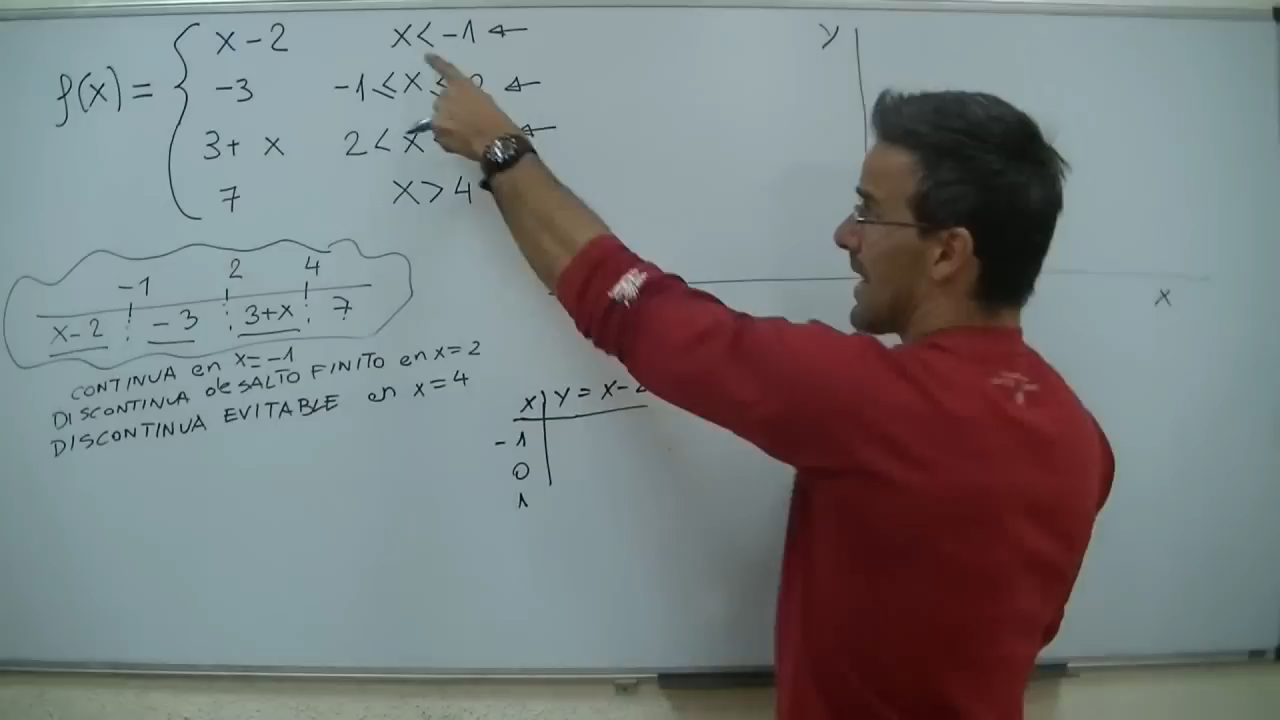 f(x) = { x - 2 x < -1 ←
-3 -1 ≤ x ≤ ←
3 + x 2 < x ←
7 x > 4
-1 2 4
x-2 -3 3+x 7
CONTINUA en x=-1
DISCONTINUA de SALTO FINITO en x=2
DISCONTINUA EVITABLE en x=4
x y = x-2
-1
0
1
y
x